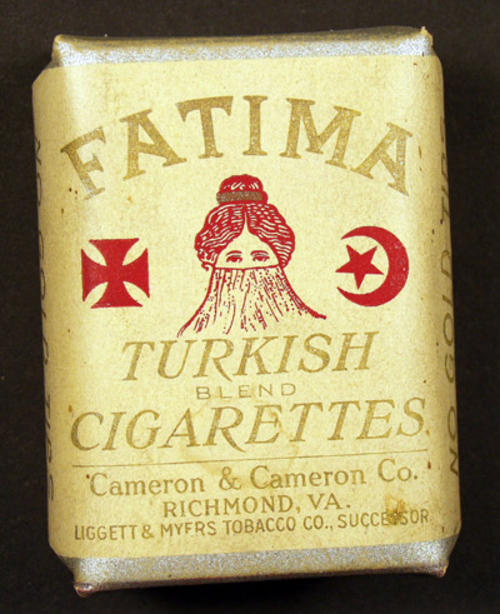 FATIMA
TURKISH
BLEND
CIGARETTES
Cameron & Cameron Co.
RICHMOND, VA.
LIGGETT & MYERS TOBACCO CO., SUCCESSOR
NO GOLD TIPS